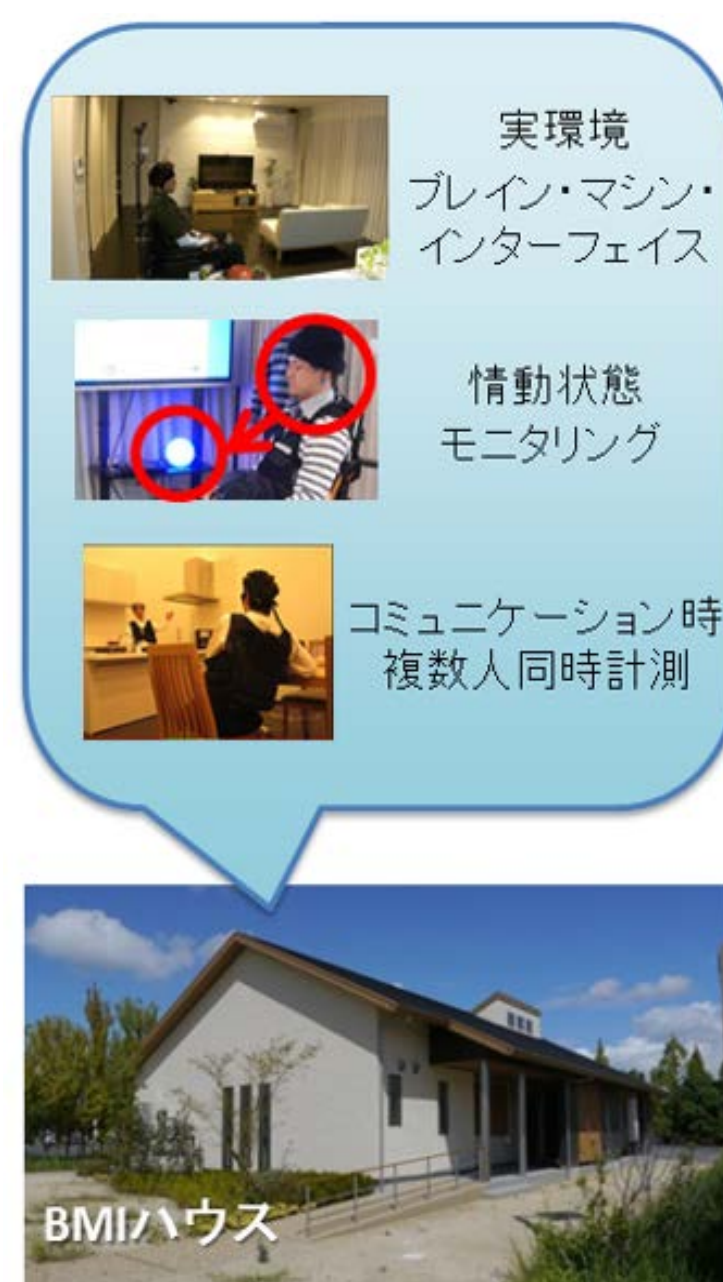 実環境
ブレイン・マシン・
インターフェイス
情動状態
モニタリング
コミュニケーション時
複数人同時計測
BMIハウス